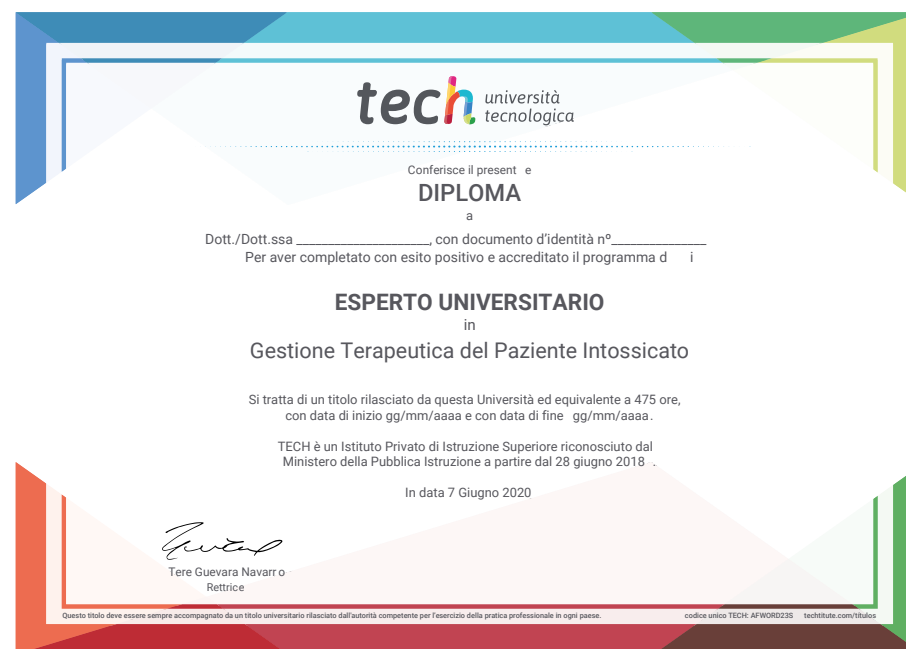 tech università
tecnologica
Conferisce il present e
DIPLOMA
a
Dott./Dott.ssa ____________________, con documento d'identità nº______________
Per aver completato con esito positivo e accreditato il programma d i
ESPERTO UNIVERSITARIO
in
Gestione Terapeutica del Paziente Intossicato
Si tratta di un titolo rilasciato da questa Università ed equivalente a 475 ore,
con data di inizio gg/mm/aaaa e con data di fine gg/mm/aaaa.
TECH è un Istituto Privato di Istruzione Superiore riconosciuto dal
Ministero della Pubblica Istruzione a partire dal 28 giugno 2018 .
In data 7 Giugno 2020
Tere Guevara Navarr o
Rettrice
Questo titolo deve essere sempre accompagnato da un titolo universitario rilasciato dall'autorità competente per l'esercizio della pratica professionale in ogni paese. codice unico TECH: AFWORD23S techtitute.com/titulos